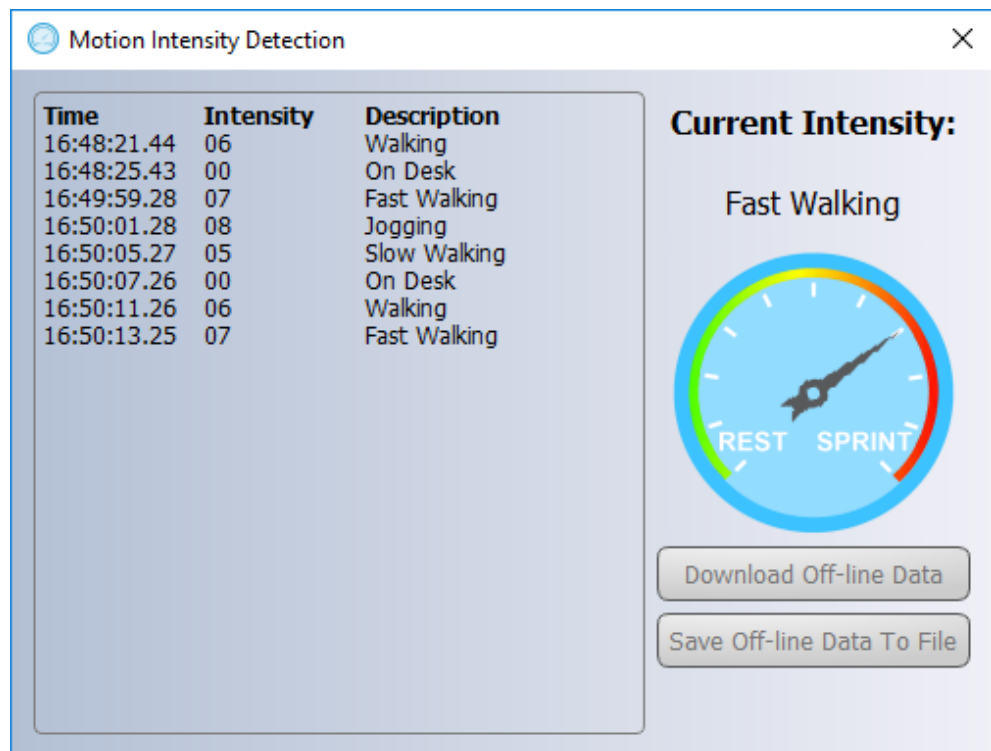 Motion Intensity Detection
Time Intensity Description
16:48:21.44 06 Walking
16:48:25.43 00 On Desk
16:49:59.28 07 Fast Walking
16:50:01.28 08 Jogging
16:50:05.27 05 Slow Walking
16:50:07.26 00 On Desk
16:50:11.26 06 Walking
16:50:13.25 07 Fast Walking
Current Intensity:
Fast Walking
REST SPRINT
Download Off-line Data
Save Off-line Data To File